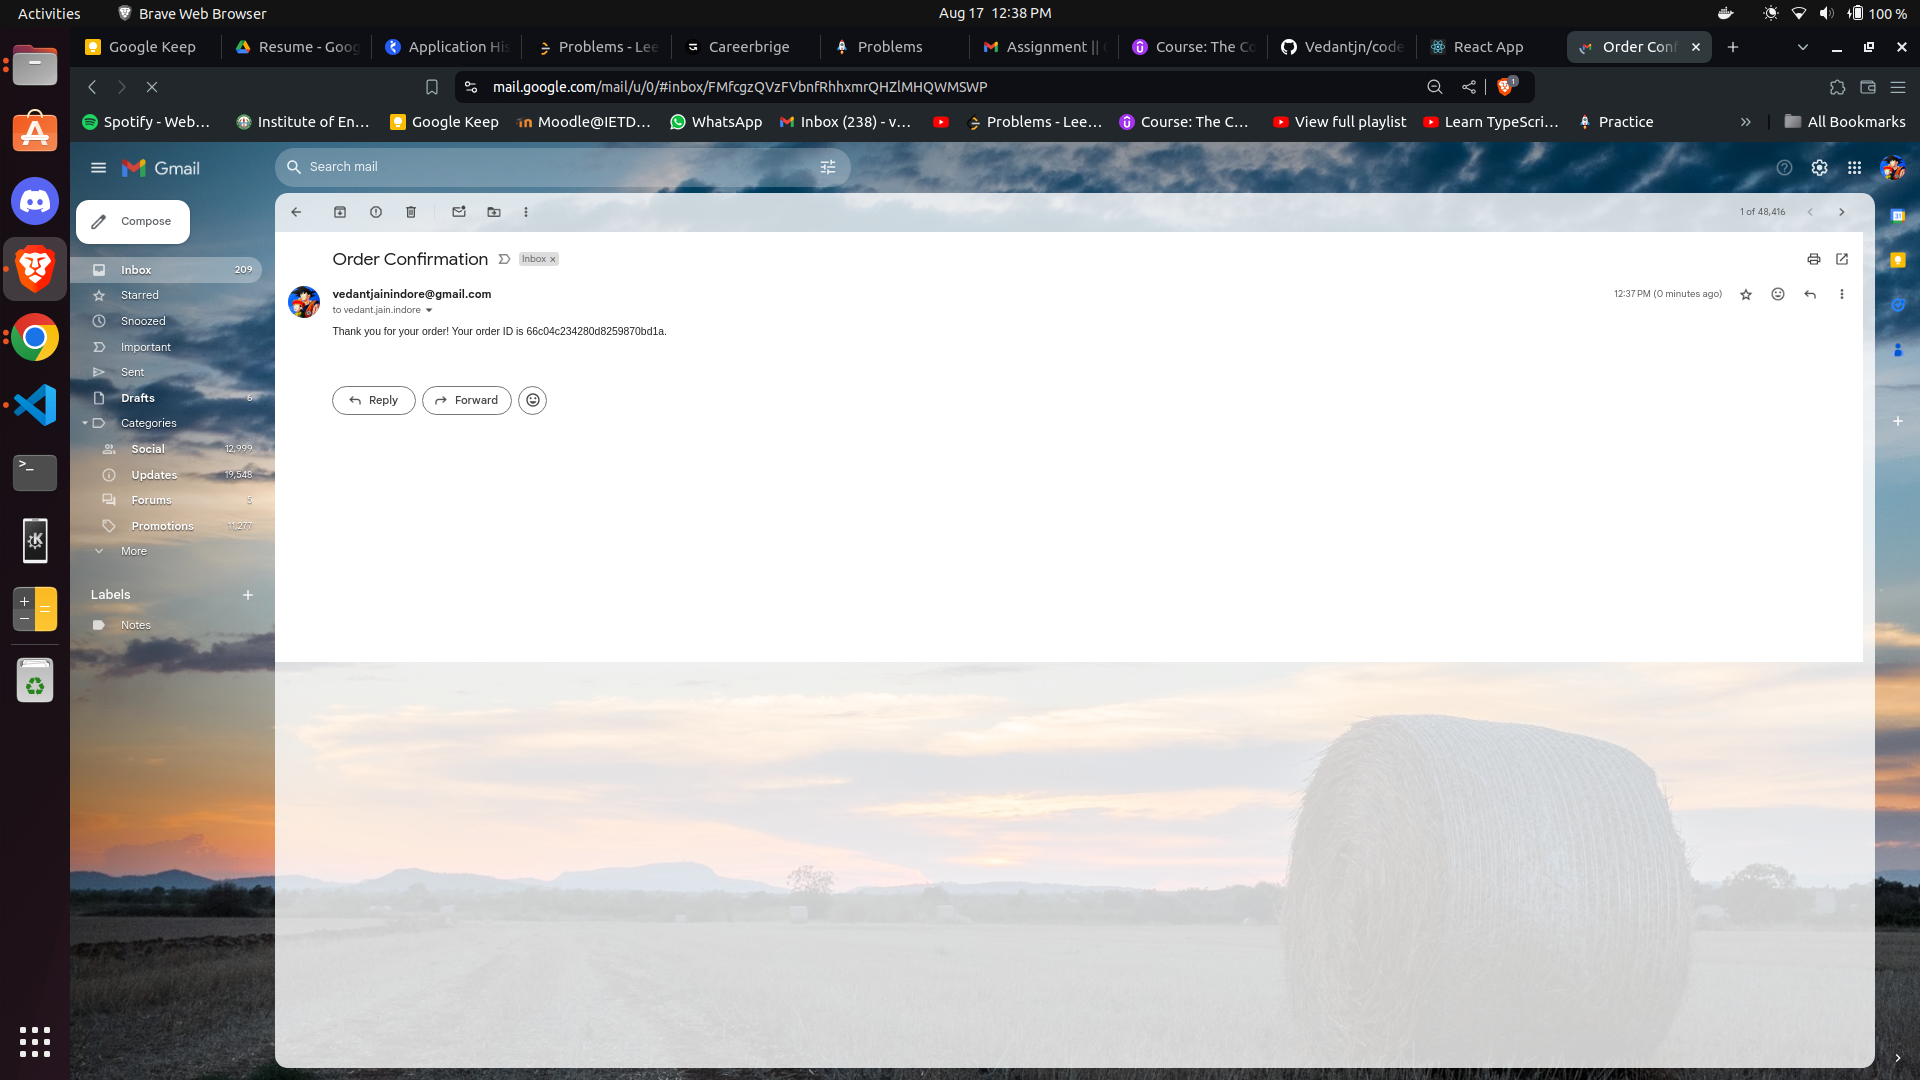 Activities Brave Web Browser Aug 17 12:38 PM 100 %
Google Keep Resume - Goog Application His Problems - Lee Careerbrige Problems Assignment || Course: The Co Vedantjn/code React App Order Conf
mail.google.com/mail/u/0/#inbox/FMfcgzQVzFVbnfRhhxmrQHZlMHQWMSWP 1
Spotify - Web... Institute of En... Google Keep Moodle@IETD... WhatsApp Inbox (238) - v... Problems - Lee... Course: The C... View full playlist Learn TypeScri... Practice » All Bookmarks
Gmail Search mail
Compose
1 of 48,416
Inbox 209
Starred
Snoozed
Important
Sent
Drafts 6
Categories
Social 12,999
Updates 19,548
Forums 5
Promotions 11,277
More
Labels
Notes
Order Confirmation Inbox x
vedantjainindore@gmail.com 12:37 PM (0 minutes ago)
to vedant.jain.indore
Thank you for your order! Your order ID is 66c04c234280d8259870bd1a.
Reply Forward